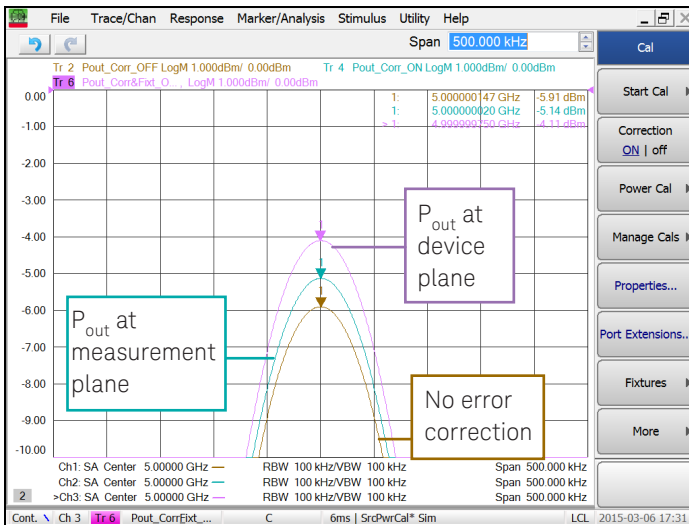 File Trace/Chan Response Marker/Analysis Stimulus Utility Help
Span 500.000 kHz
Tr 2 Pout_Corr_OFF LogM 1.000dBm/ 0.00dBm Tr 4 Pout_Corr_ON LogM 1.000dBm/ 0.00dBm
Tr 6 Pout_Corr&Fixt_O... , LogM 1.000dBm/ 0.00dBm
0.00
-1.00
-2.00
-3.00
-4.00
-5.00
-6.00
-7.00
-8.00
-9.00
-10.00
1: 5.000000147 GHz -5.91 dBm
1: 5.000000020 GHz -5.14 dBm
> 1: 4.999999750 GHz -4.11 dBm
Pout at
device
plane
Pout at
measurement
plane
No error
correction
1
1
1
Ch1: SA Center 5.00000 GHz — RBW 100 kHz/VBW 100 kHz Span 500.000 kHz
Ch2: SA Center 5.00000 GHz — RBW 100 kHz/VBW 100 kHz Span 500.000 kHz
>Ch3: SA Center 5.00000 GHz — RBW 100 kHz/VBW 100 kHz Span 500.000 kHz
2
Cal
Start Cal
Correction
ON | off
Power Cal
Manage Cals
Properties...
Port Extensions...
Fixtures
More
Cont. Ch 3 Tr 6 Pout_CorrFixt_... C 6ms | SrcPwrCal* Sim LCL 2015-03-06 17:31